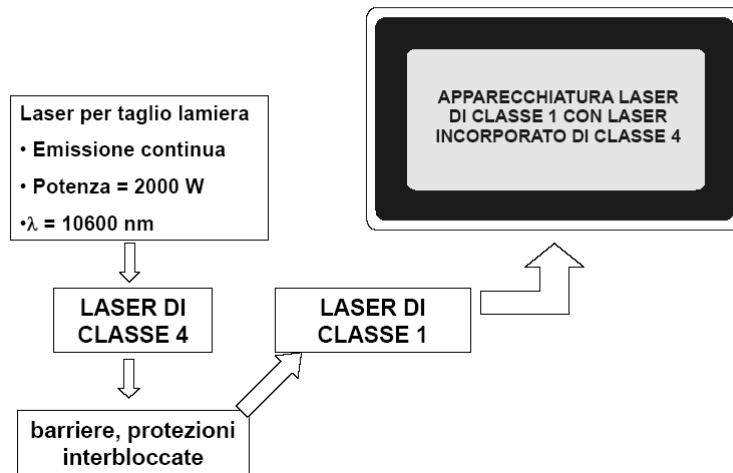 Laser per taglio lamiera
• Emissione continua
• Potenza = 2000 W
•λ = 10600 nm
LASER DI
CLASSE 4
barriere, protezioni
interbloccate
LASER DI
CLASSE 1
APPARECCHIATURA LASER
DI CLASSE 1 CON LASER
INCORPORATO DI CLASSE 4